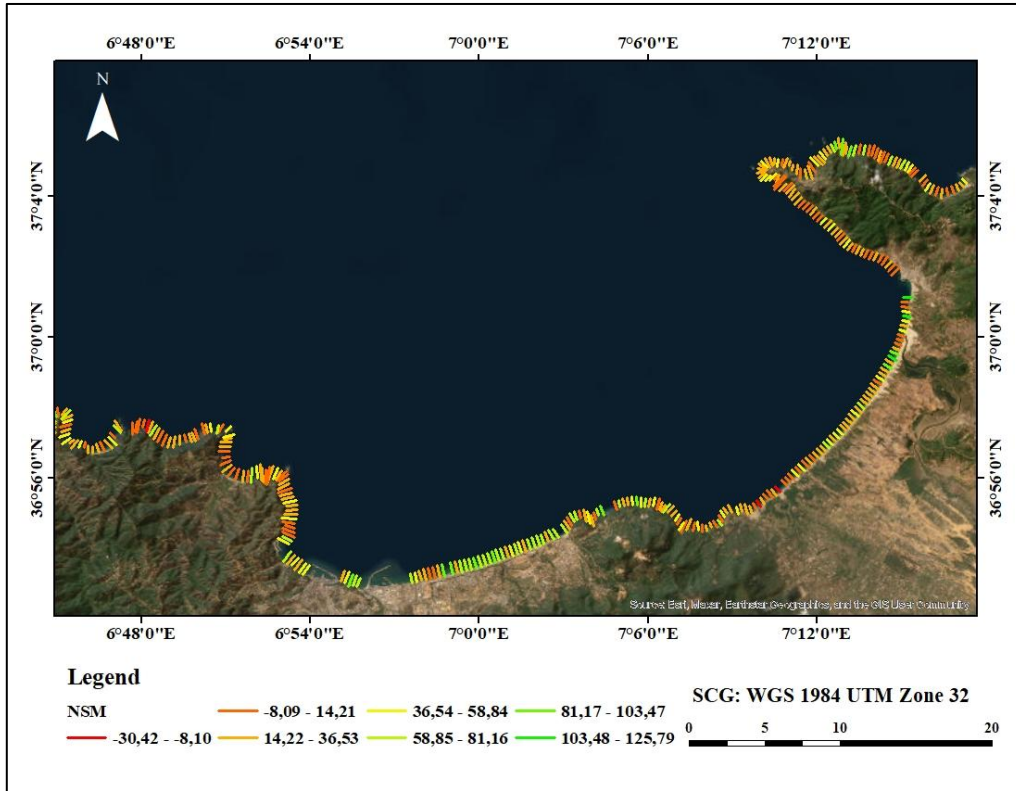 6°48'0"E 6°54'0"E 7°0'0"E 7°6'0"E 7°12'0"E
N
37°4'0"N 37°4'0"N
37°0'0"N 37°0'0"N
36°56'0"N 36°56'0"N
Source: Esri, Maxar, Earthstar Geographics, and the GIS User Community
6°48'0"E 6°54'0"E 7°0'0"E 7°6'0"E 7°12'0"E
Legend
NSM -8,09 - 14,21 36,54 - 58,84 81,17 - 103,47
-30,42 - -8,10 14,22 - 36,53 58,85 - 81,16 103,48 - 125,79
SCG: WGS 1984 UTM Zone 32
0 5 10 20